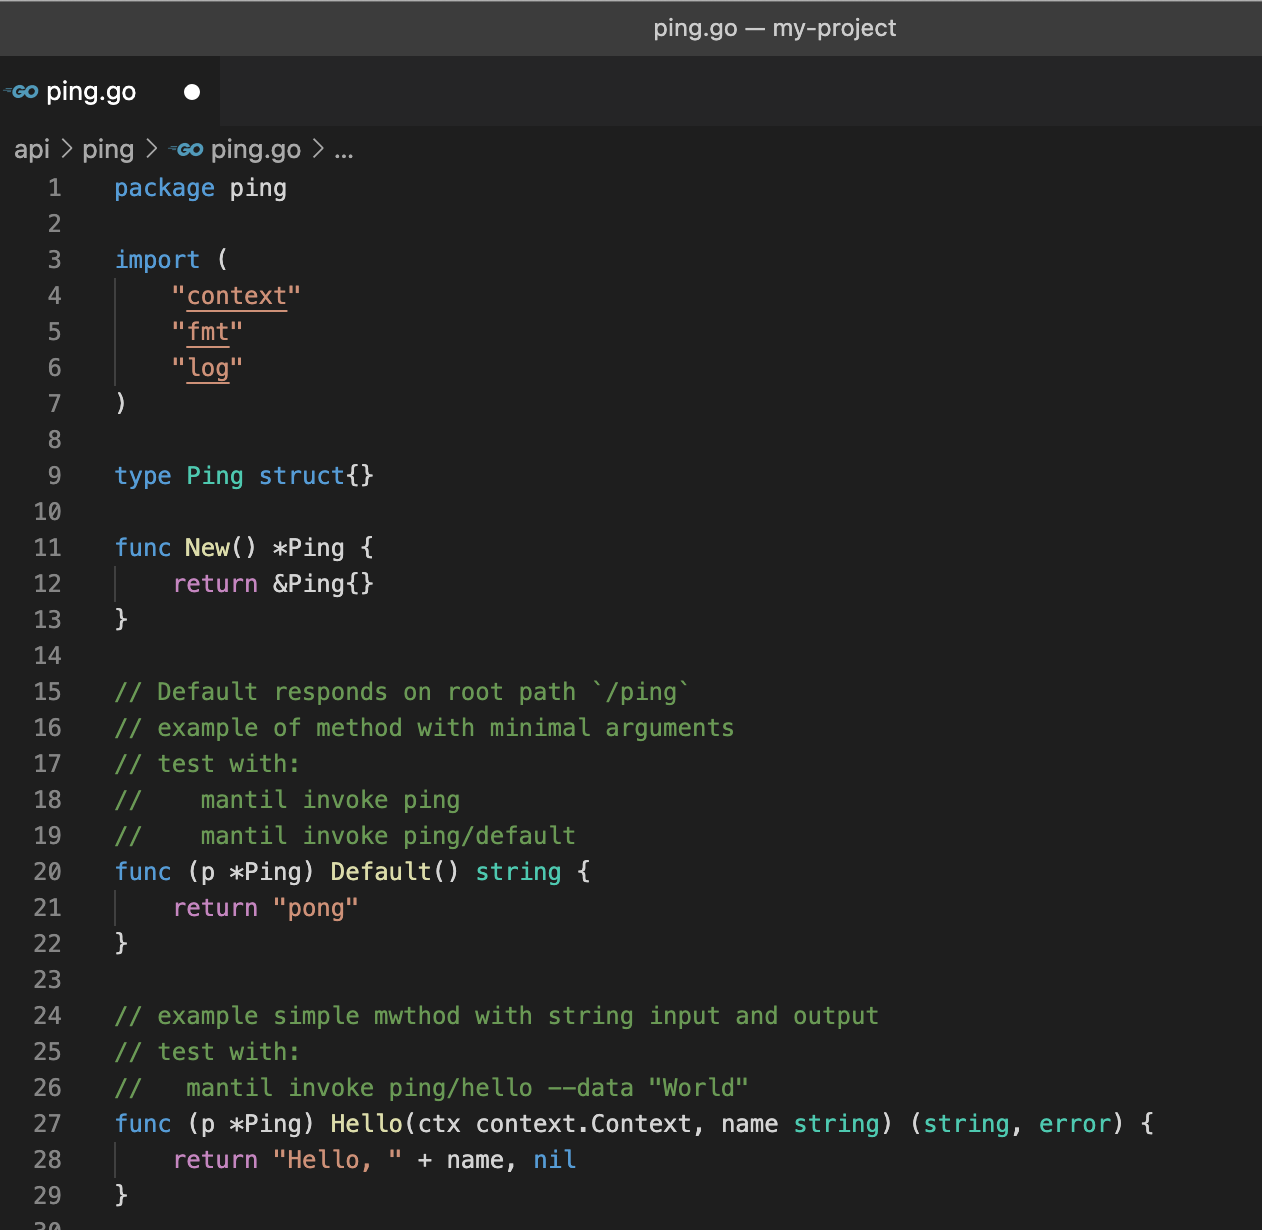 ping.go — my-project
GO ping.go
api > ping > GO ping.go > ...
1 package ping
2
3 import (
4     "context"
5     "fmt"
6     "log"
7 )
8
9 type Ping struct{}
10
11 func New() *Ping {
12     return &Ping{}
13 }
14
15 // Default responds on root path `/ping`
16 // example of method with minimal arguments
17 // test with:
18 //    mantil invoke ping
19 //    mantil invoke ping/default
20 func (p *Ping) Default() string {
21     return "pong"
22 }
23
24 // example simple mwthod with string input and output
25 // test with:
26 //   mantil invoke ping/hello --data "World"
27 func (p *Ping) Hello(ctx context.Context, name string) (string, error) {
28     return "Hello, " + name, nil
29 }
30